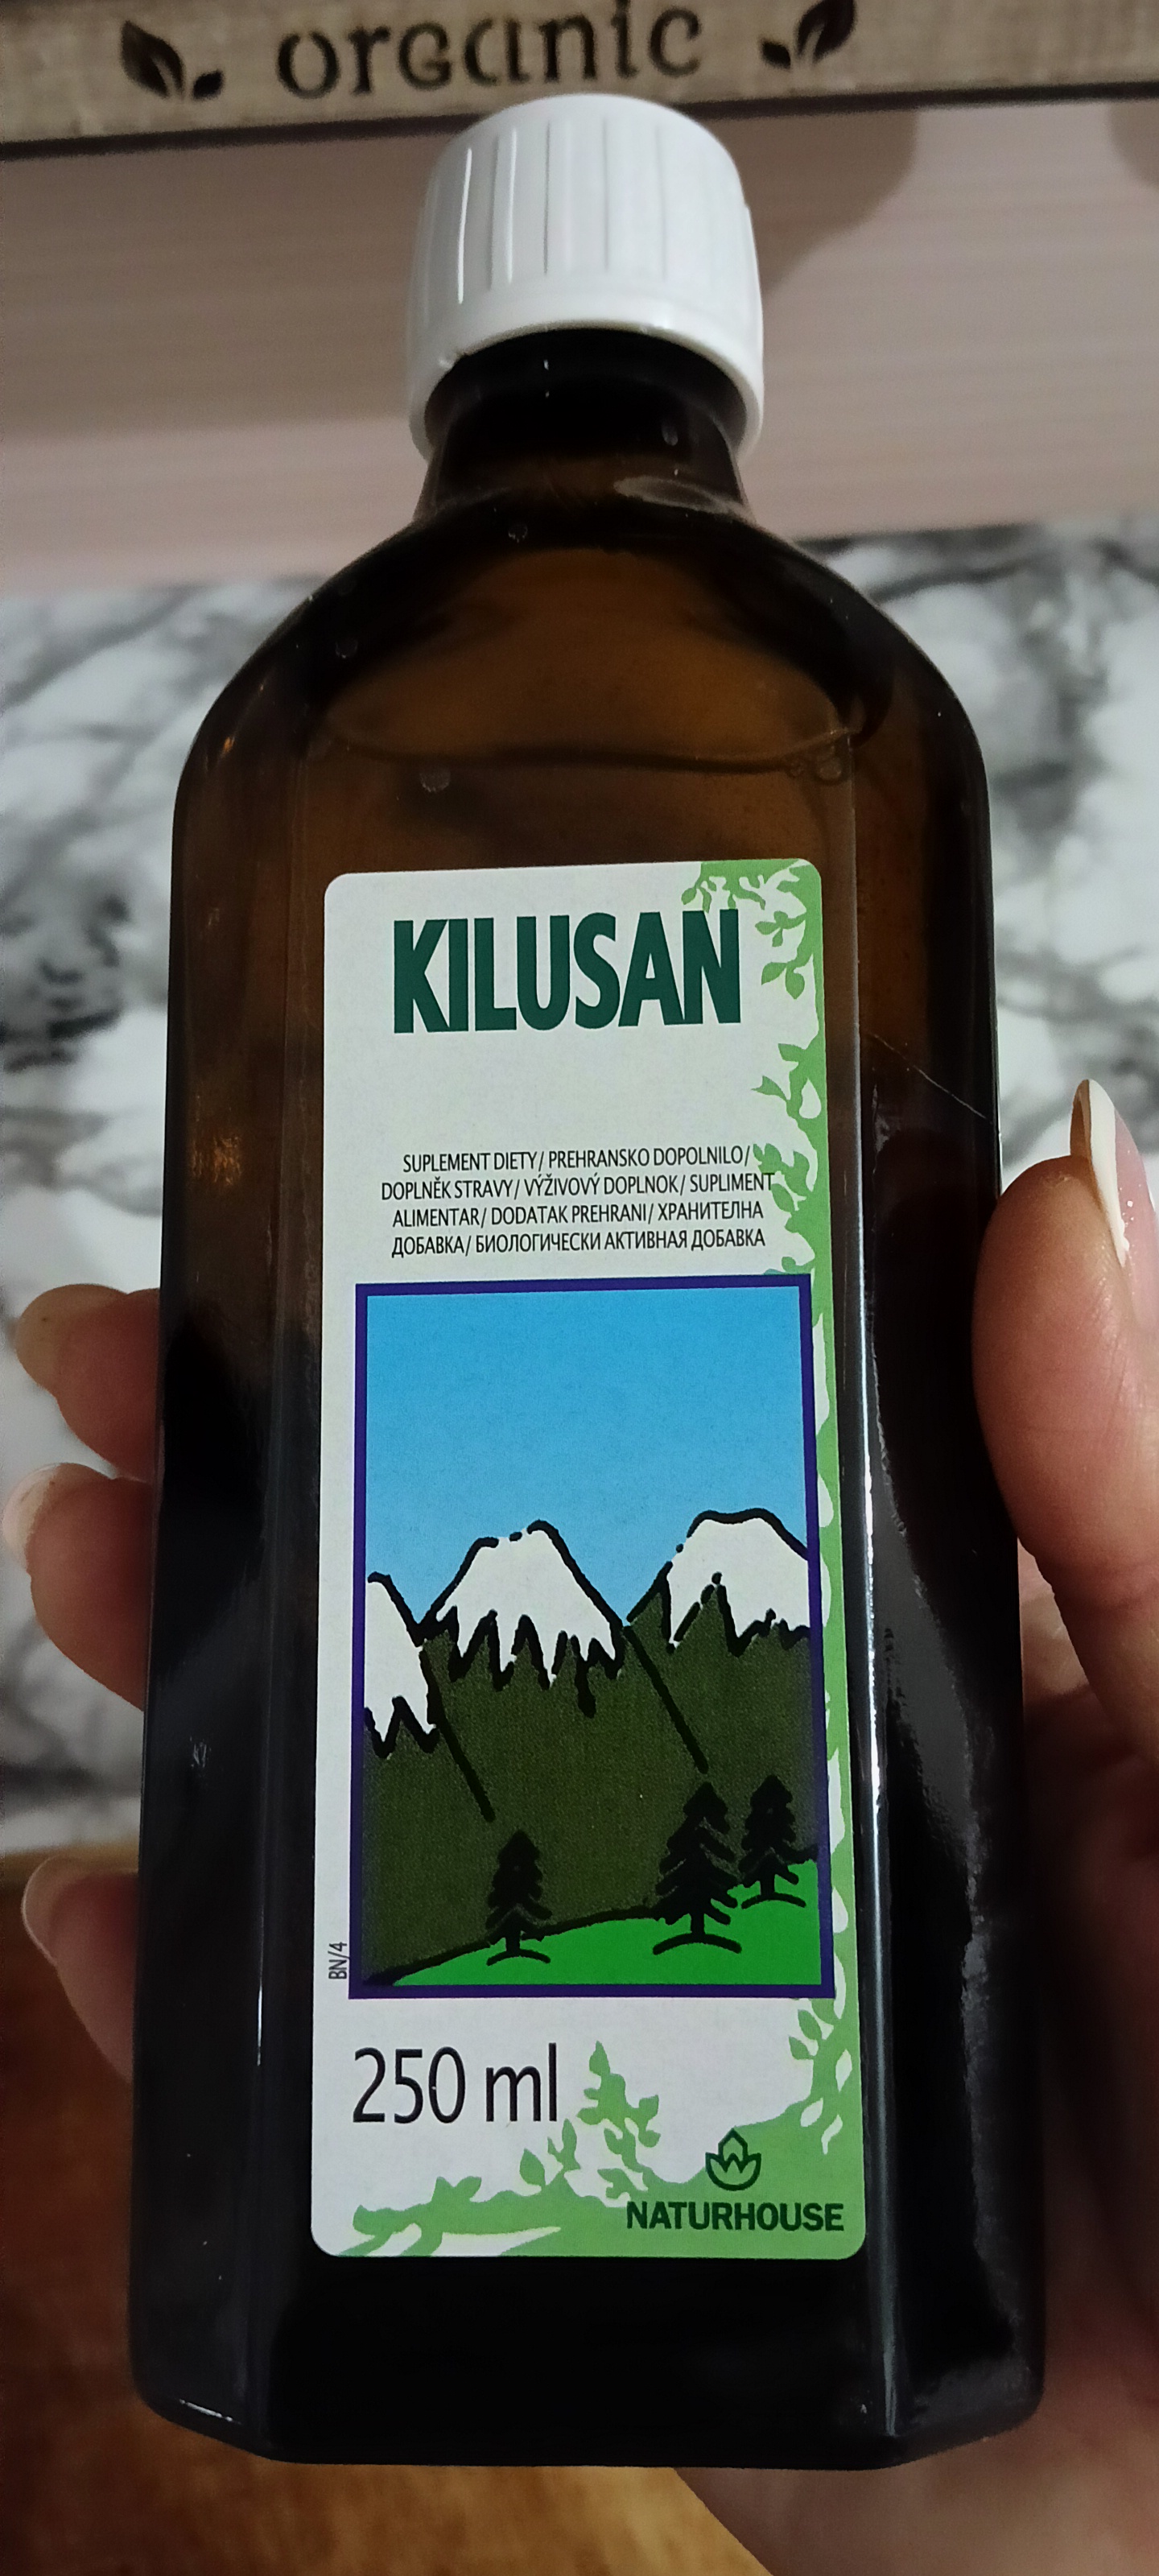 organic
KILUSAN
SUPLEMENT DIETY/ PREHRANSKO DOPOLNILO/
DOPLNĚK STRAVY/ VÝŽIVOVÝ DOPLNOK/ SUPLIMENT
ALIMENTAR/ DODATAK PREHRANI/ ХРАНИТЕЛНА
ДОБАВКА/ БИОЛОГИЧЕСКИ АКТИВНАЯ ДОБАВКА
BN/4
250 ml
NATURHOUSE